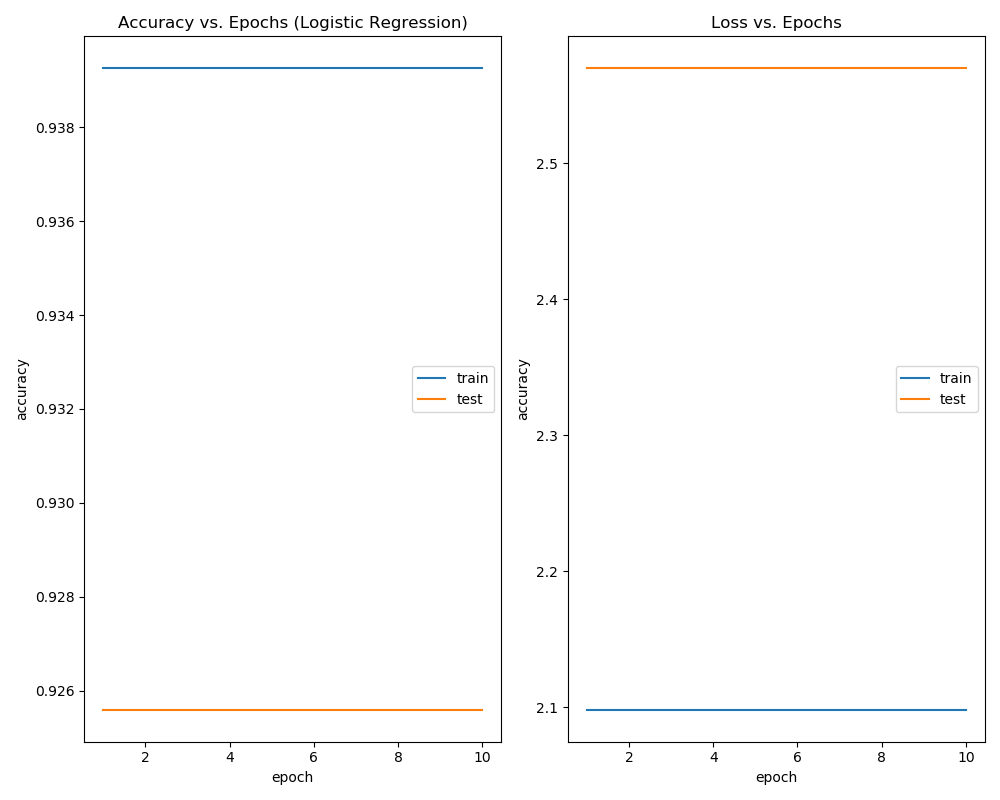 Accuracy vs. Epochs (Logistic Regression)
0.938
0.936
0.934
0.932
0.930
0.928
0.926
accuracy
train
test
2 4 6 8 10
epoch
Loss vs. Epochs
2.5
2.4
2.3
2.2
2.1
accuracy
train
test
2 4 6 8 10
epoch